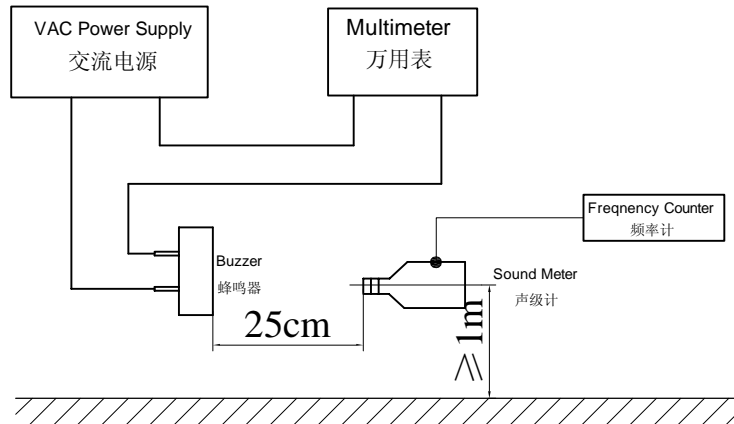 VAC Power Supply
交流电源
Multimeter
万用表
Freqnency Counter
频率计
Buzzer
蜂鸣器
Sound Meter
声级计
25cm
≥1m